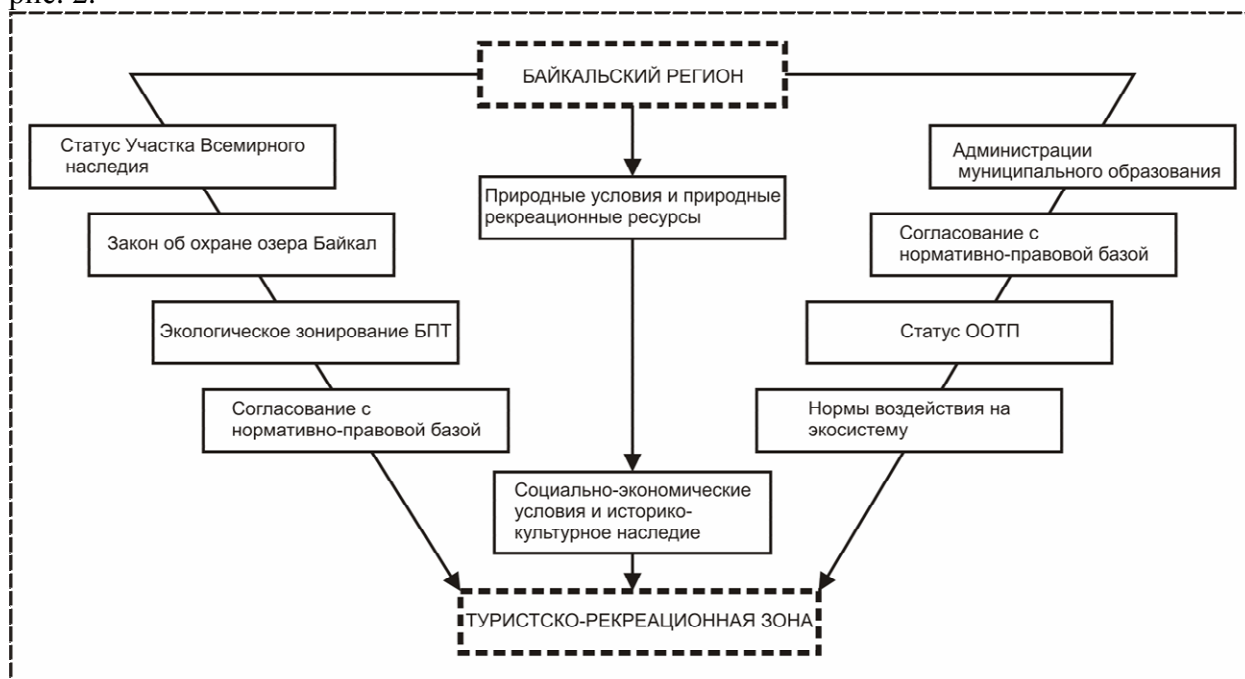 рис. 2.
БАЙКАЛЬСКИЙ РЕГИОН
Статус Участка Всемирного
наследия
Закон об охране озера Байкал
Экологическое зонирование БПТ
Согласование с
нормативно-правовой базой
Природные условия и природные
рекреационные ресурсы
Социально-экономические
условия и историко-
культурное наследие
Администрации
муниципального образования
Согласование с
нормативно-правовой базой
Статус ООТП
Нормы воздействия на
экосистему
ТУРИСТСКО-РЕКРЕАЦИОННАЯ ЗОНА